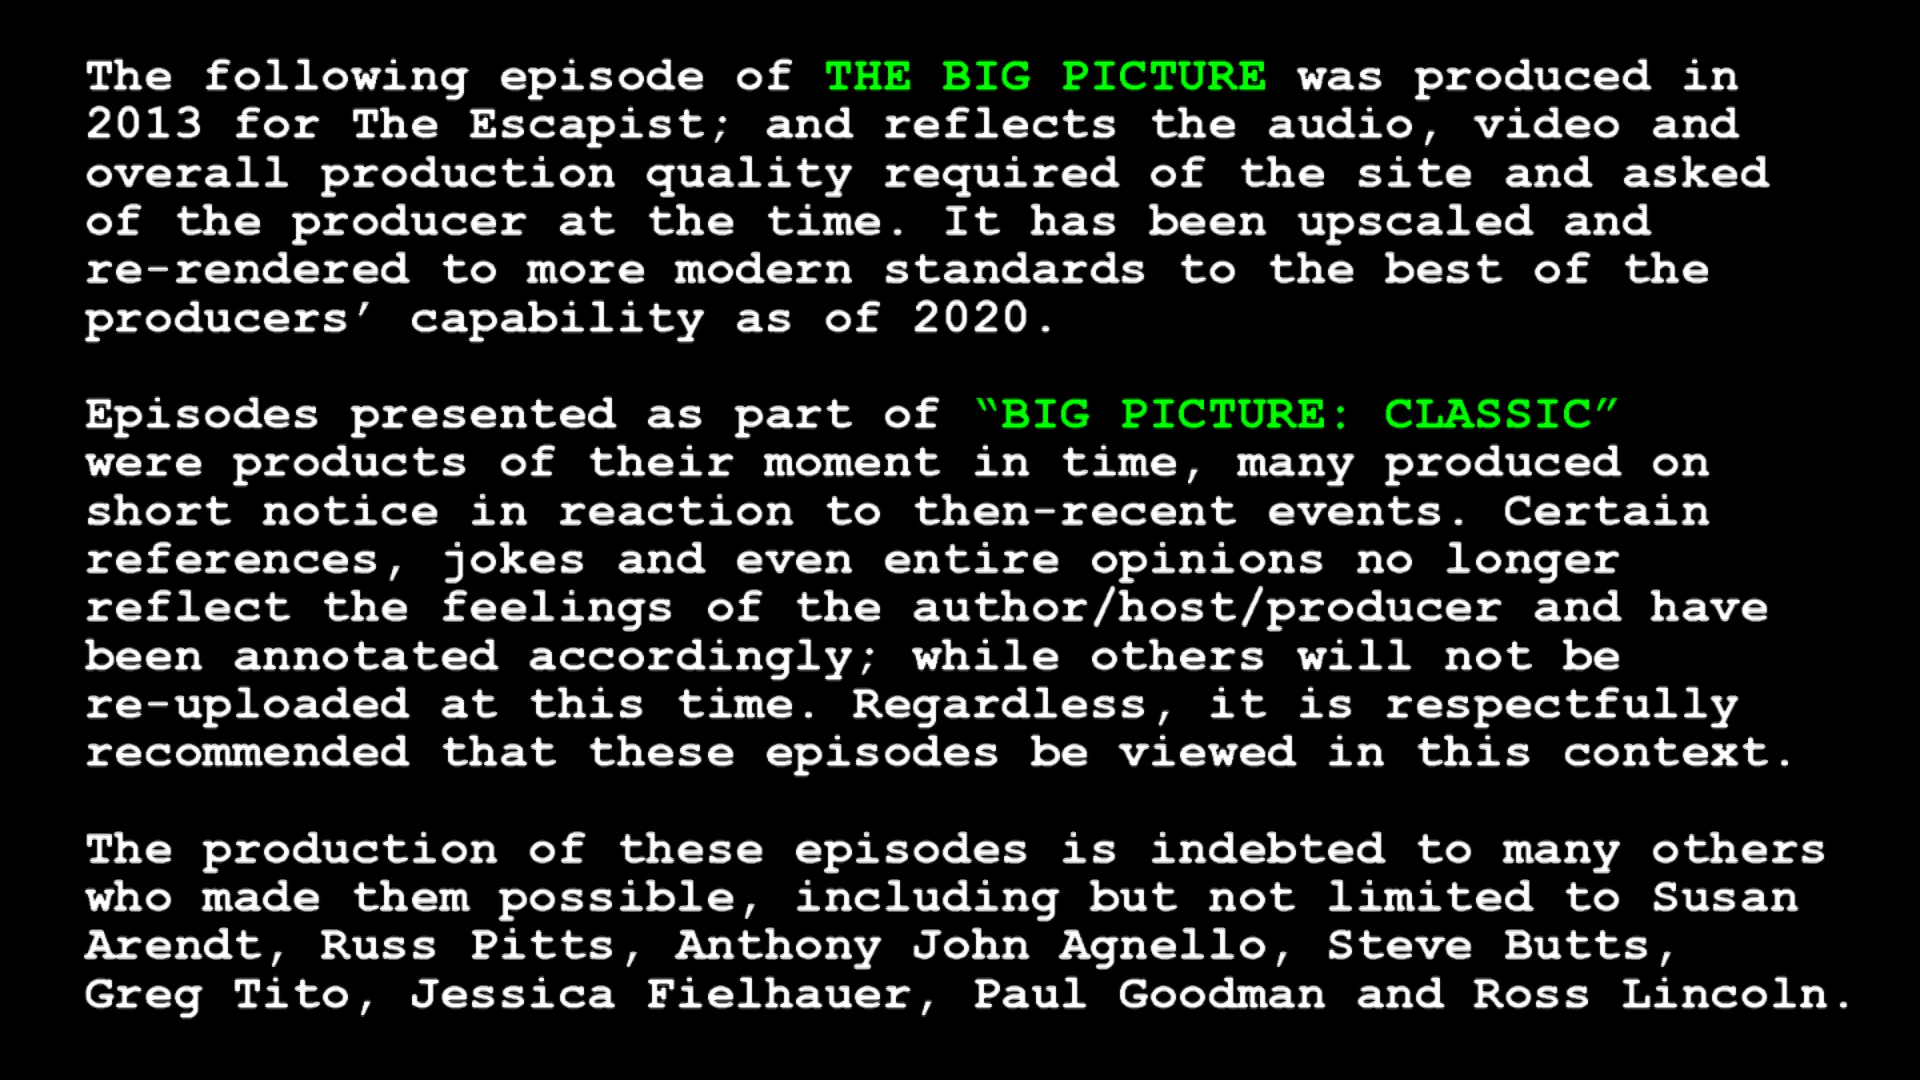 The following episode of THE BIG PICTURE was produced in
2013 for The Escapist; and reflects the audio, video and
overall production quality required of the site and asked
of the producer at the time. It has been upscaled and
re-rendered to more modern standards to the best of the
producers’ capability as of 2020.
Episodes presented as part of “BIG PICTURE: CLASSIC”
were products of their moment in time, many produced on
short notice in reaction to then-recent events. Certain
references, jokes and even entire opinions no longer
reflect the feelings of the author/host/producer and have
been annotated accordingly; while others will not be
re-uploaded at this time. Regardless, it is respectfully
recommended that these episodes be viewed in this context.
The production of these episodes is indebted to many others
who made them possible, including but not limited to Susan
Arendt, Russ Pitts, Anthony John Agnello, Steve Butts,
Greg Tito, Jessica Fielhauer, Paul Goodman and Ross Lincoln.